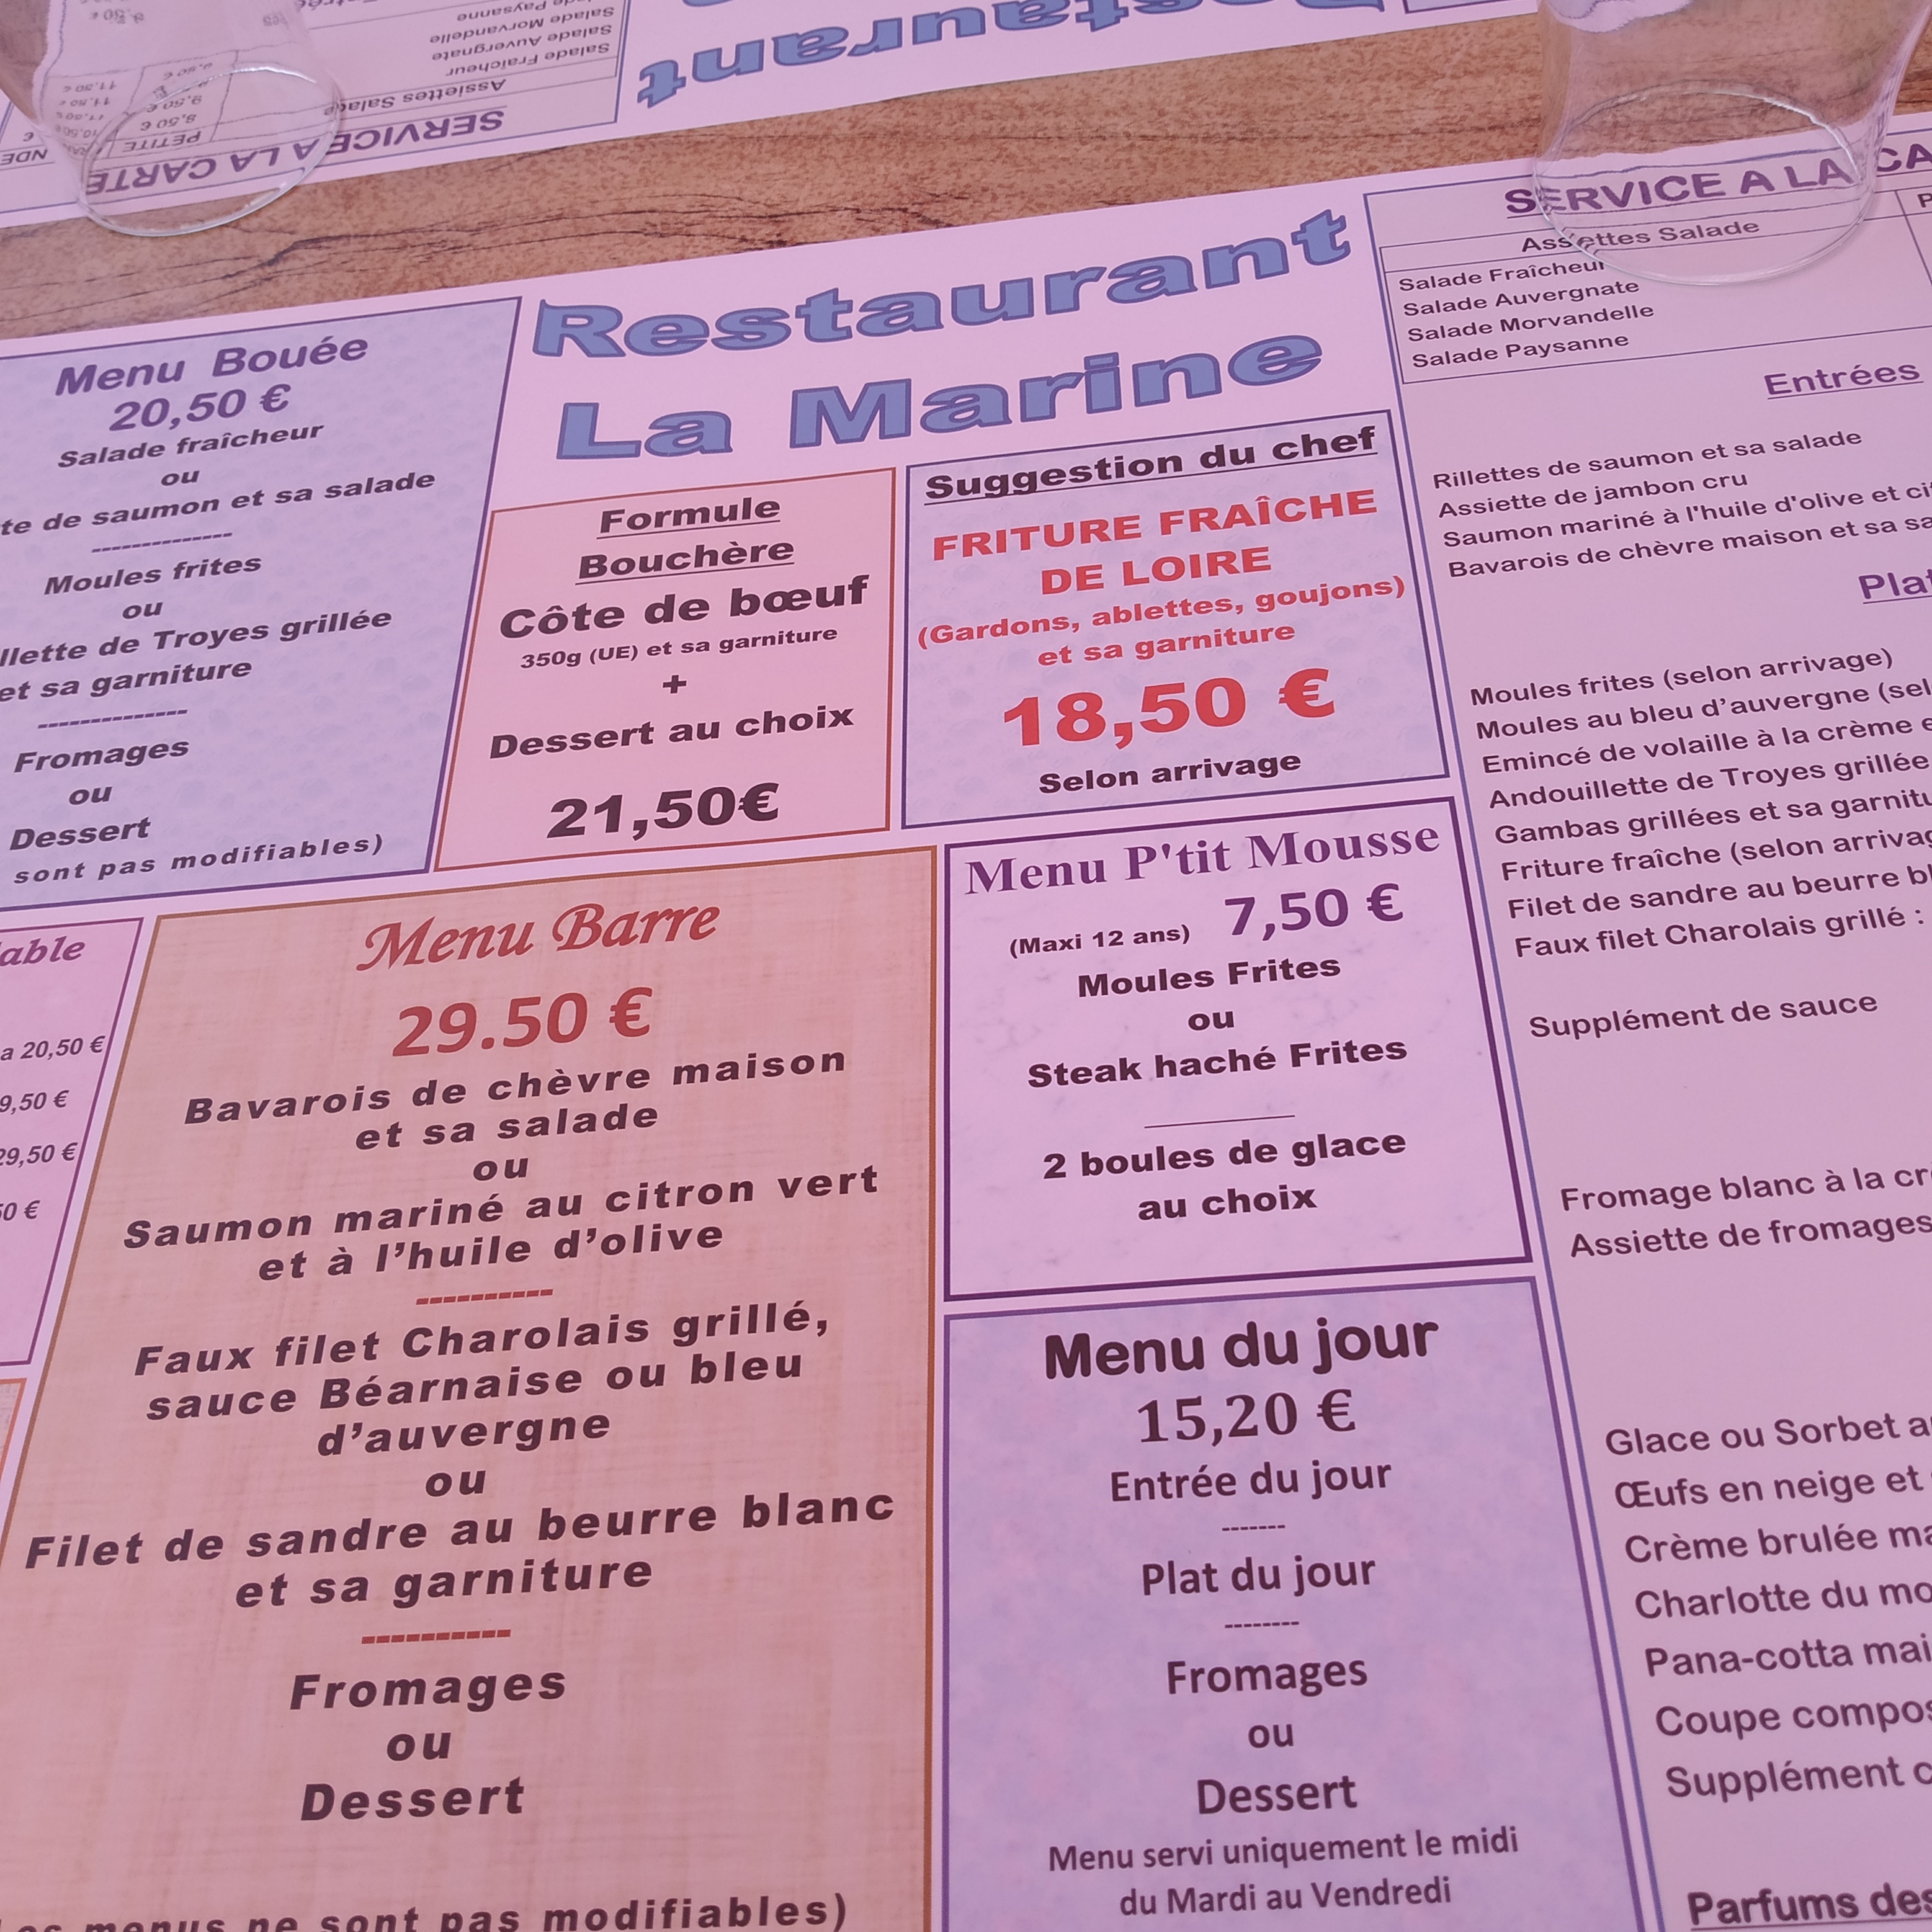 Restaurant
SERVICE A LA CARTE
PETITE
Assiettes Salade
Salade Fraîcheur
8,50 €
Salade Auvergnate
9,50 €
Salade Morvandelle
Salade Paysanne
Restaurant
La Marine
Menu Bouée
20,50 €
Salade fraîcheur
ou
de saumon et sa salade
--------------
Moules frites
ou
de Troyes grillée
et sa garniture
--------------
Fromages
ou
Dessert
sont pas modifiables)
Formule
Bouchère
Côte de bœuf
350g (UE) et sa garniture
+
Dessert au choix
21,50€
Suggestion du chef
FRITURE FRAÎCHE
DE LOIRE
(Gardons, ablettes, goujons)
et sa garniture
18,50 €
Selon arrivage
a 20,50 €
9,50 €
29,50 €
Menu Barre
29.50 €
Bavarois de chèvre maison
et sa salade
ou
Saumon mariné au citron vert
et à l’huile d’olive
----------
Faux filet Charolais grillé,
sauce Béarnaise ou bleu
d’auvergne
ou
Filet de sandre au beurre blanc
et sa garniture
----------
Fromages
ou
Dessert
menus ne sont pas modifiables)
Menu P'tit Mousse
(Maxi 12 ans) 7,50 €
Moules Frites
ou
Steak haché Frites
2 boules de glace
au choix
Menu du jour
15,20 €
Entrée du jour
-------
Plat du jour
--------
Fromages
ou
Dessert
Menu servi uniquement le midi
du Mardi au Vendredi
SERVICE A LA CA
Assiettes Salade
Salade Fraîcheur
Salade Auvergnate
Salade Morvandelle
Salade Paysanne
Entrées
Rillettes de saumon et sa salade
Assiette de jambon cru
Saumon mariné à l'huile d'olive et
Bavarois de chèvre maison et sa
Plat
Moules frites (selon arrivage)
Moules au bleu d’auvergne (sel
Emincé de volaille à la crème
Andouillette de Troyes grillée
Gambas grillées et sa
Friture fraîche (selon
Filet de sandre au beurre
Faux filet Charolais grillé :
Supplément de sauce
Fromage blanc à la
Assiette de fromages
Glace ou Sorbet
Œufs en neige et
Crème brulée
Charlotte du
Pana-cotta
Coupe
Supplément
Parfums des